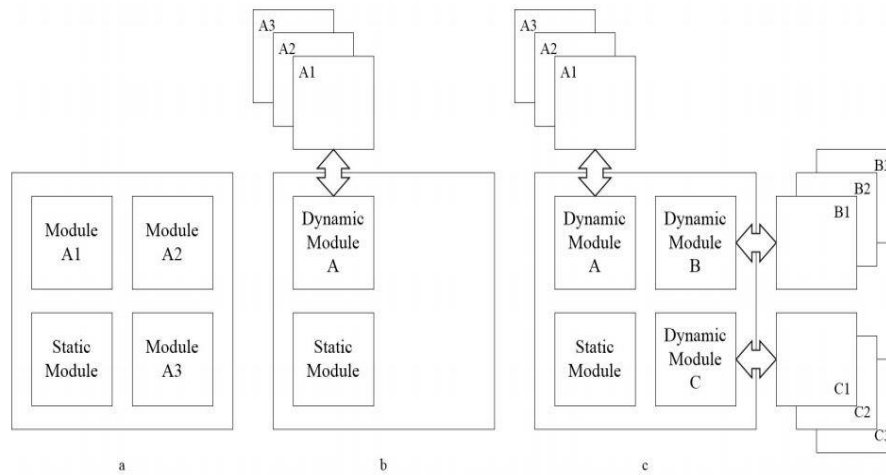 A3
A2
A1
A3
A2
A1
Module
A1
Module
A2
Static
Module
Module
A3
Dynamic
Module
A
Static
Module
Dynamic
Module
A
Dynamic
Module
B
Static
Module
Dynamic
Module
C
B2
B1
C1
C2
a
b
c